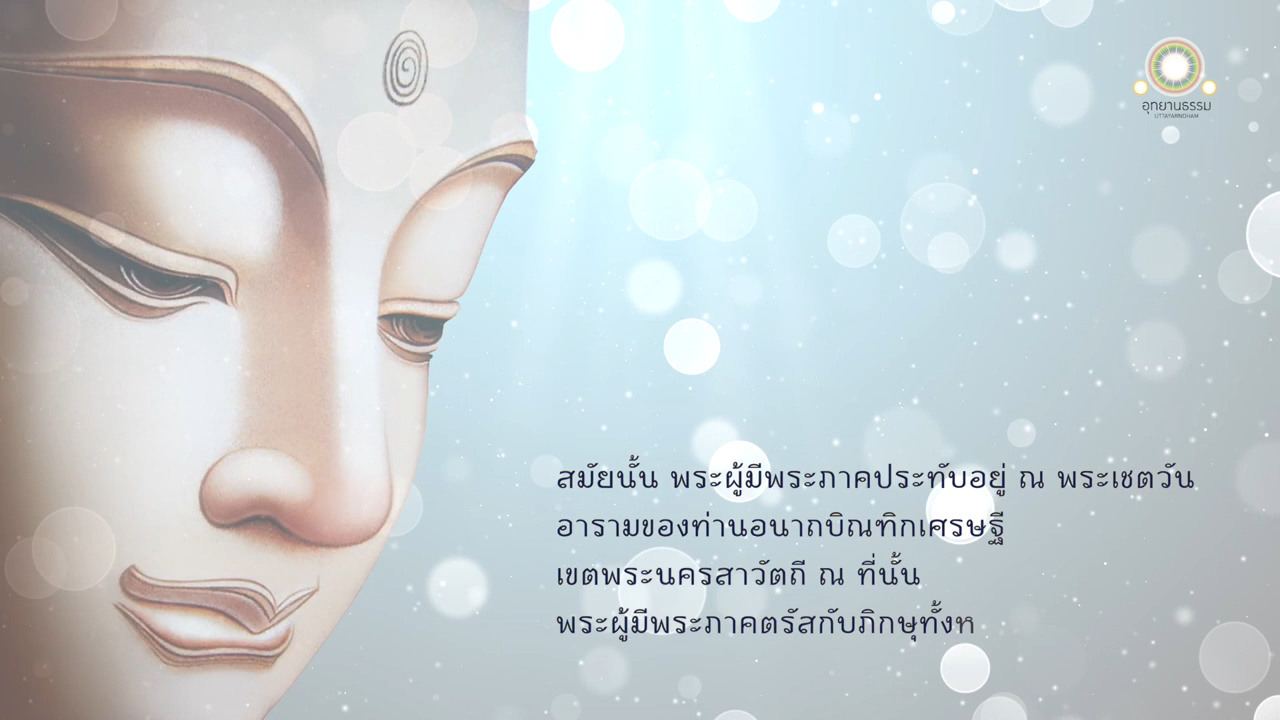 อุทยานธรรม
UTTAYARNDHAM
สมัยนั้น พระผู้มีพระภาคประทับอยู่ ณ พระเชตวัน
อารามของท่านอนาถบิณฑิกเศรษฐี
เขตพระนครสาวัตถี ณ ที่นั้น
พระผู้มีพระภาคตรัสกับภิกษุทั้งห